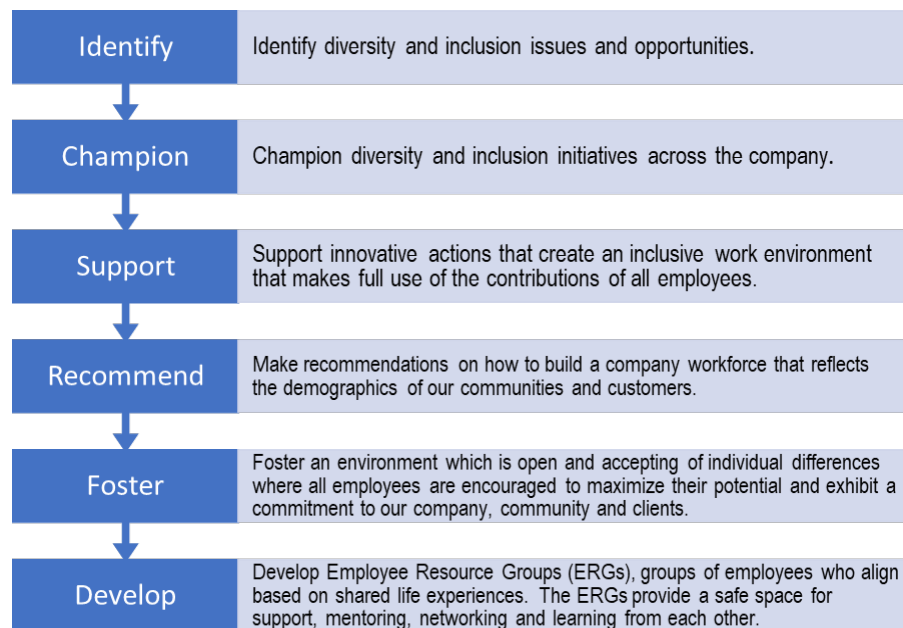 Identify
Identify diversity and inclusion issues and opportunities.
Champion
Champion diversity and inclusion initiatives across the company.
Support
Support innovative actions that create an inclusive work environment
that makes full use of the contributions of all employees.
Recommend
Make recommendations on how to build a company workforce that reflects
the demographics of our communities and customers.
Foster
Foster an environment which is open and accepting of individual differences
where all employees are encouraged to maximize their potential and exhibit a
commitment to our company, community and clients.
Develop
Develop Employee Resource Groups (ERGs), groups of employees who align
based on shared life experiences. The ERGs provide a safe space for
support, mentoring, networking and learning from each other.